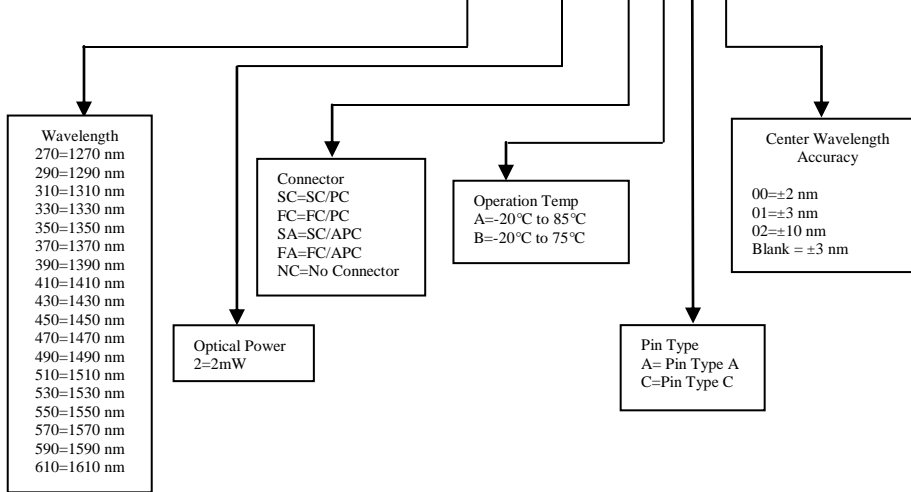 Wavelength
270=1270 nm
290=1290 nm
310=1310 nm
330=1330 nm
350=1350 nm
370=1370 nm
390=1390 nm
410=1410 nm
430=1430 nm
450=1450 nm
470=1470 nm
490=1490 nm
510=1510 nm
530=1530 nm
550=1550 nm
570=1570 nm
590=1590 nm
610=1610 nm
Optical Power
2=2mW
Connector
SC=SC/PC
FC=FC/PC
SA=SC/APC
FA=FC/APC
NC=No Connector
Operation Temp
A=-20°C to 85°C
B=-20°C to 75°C
Pin Type
A= Pin Type A
C=Pin Type C
Center Wavelength
Accuracy
00=±2 nm
01=±3 nm
02=±10 nm
Blank = ±3 nm